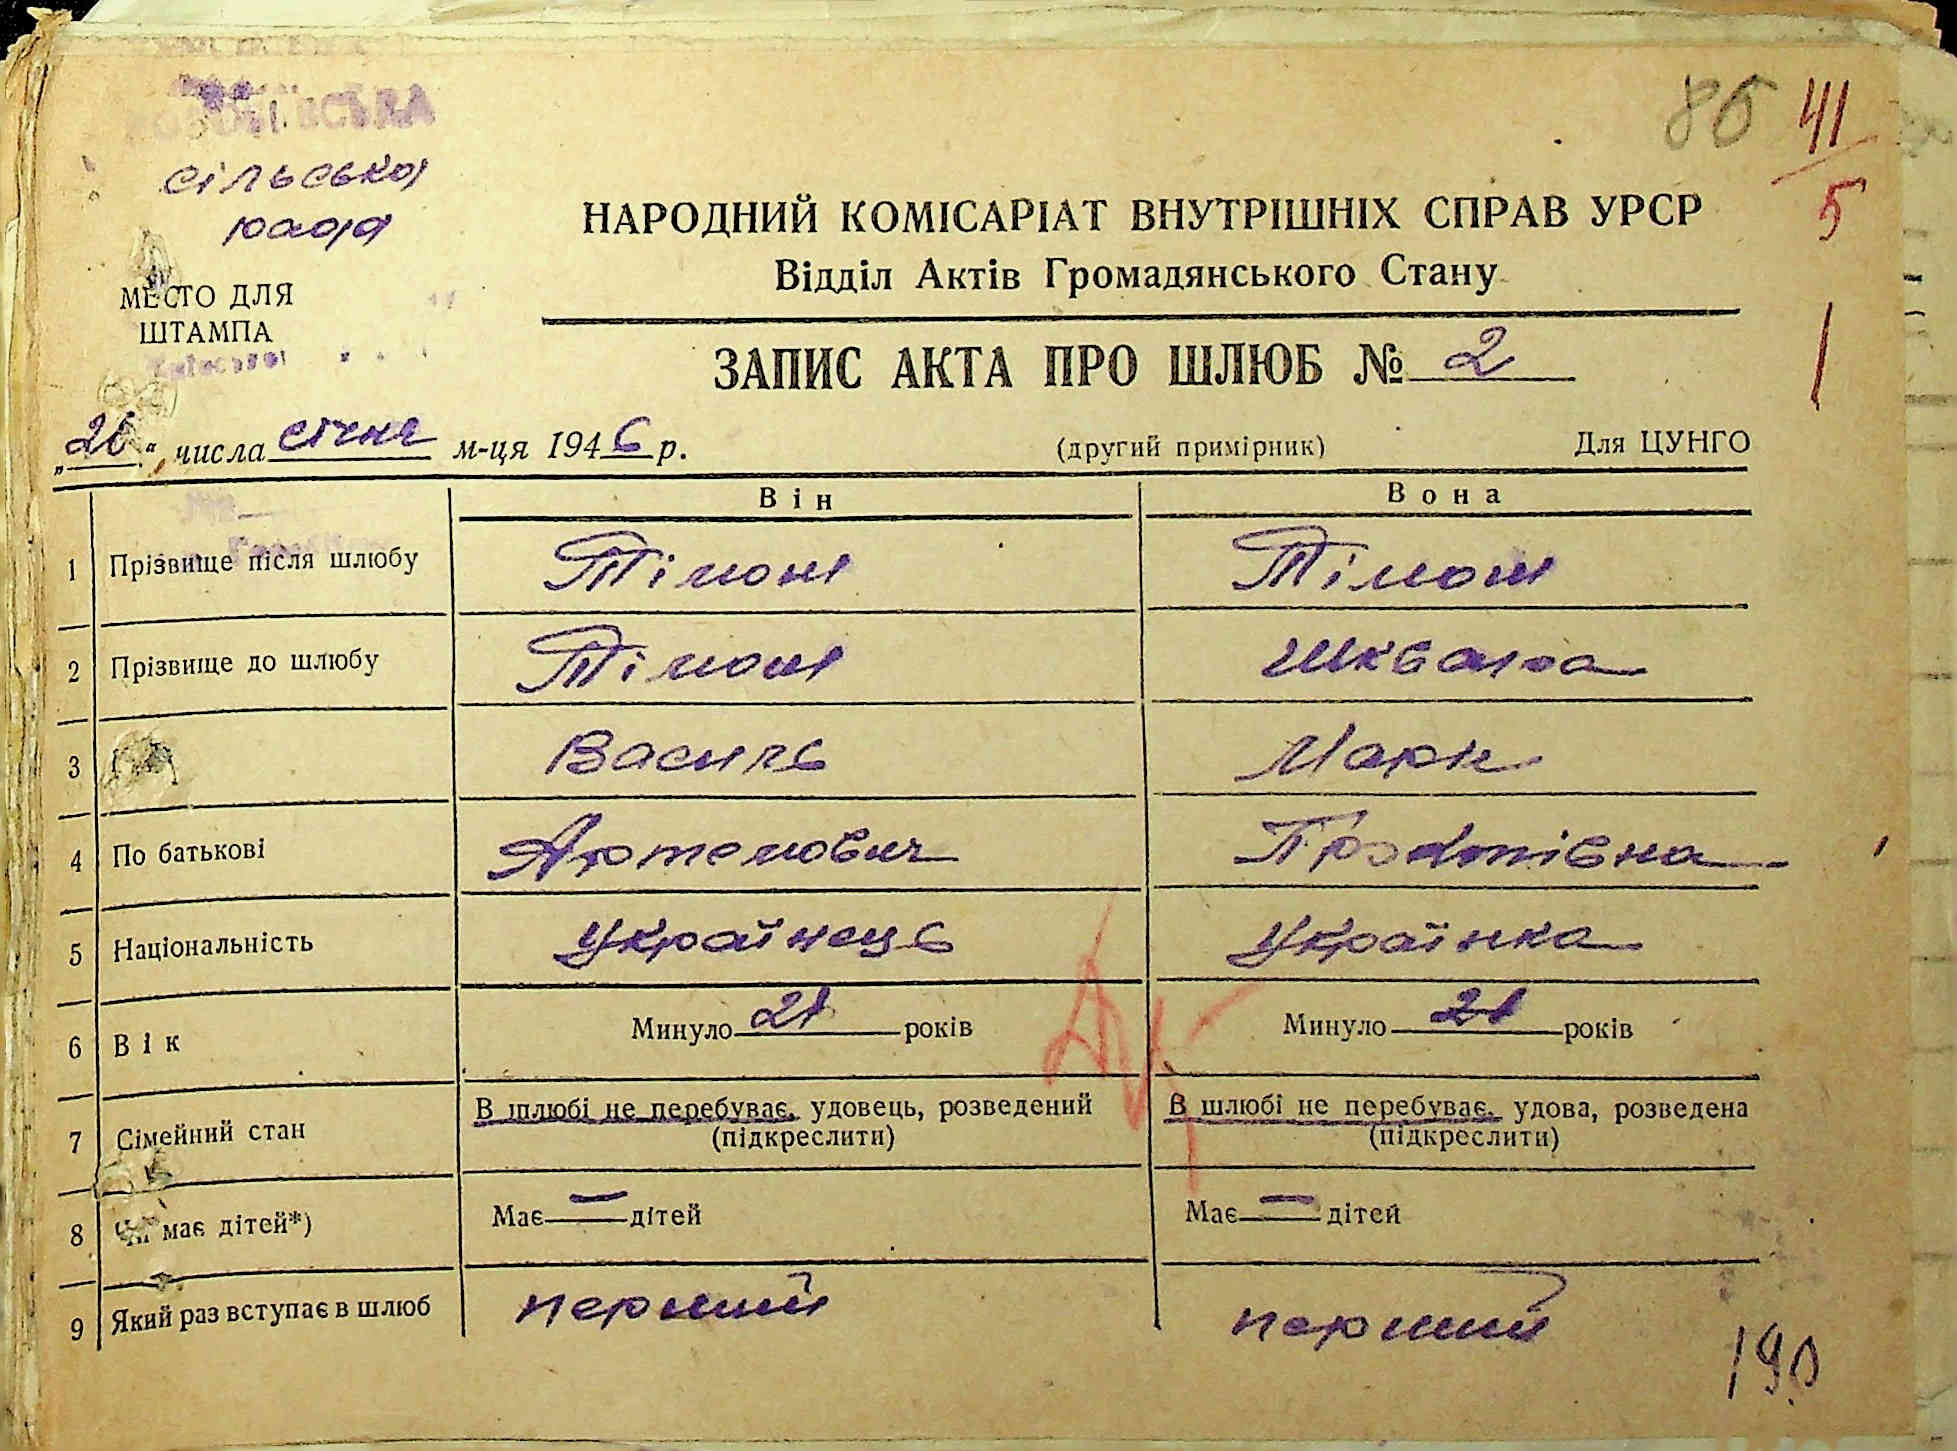 86 41
5
1
сільська
рада
НАРОДНИЙ КОМІСАРІАТ ВНУТРІШНІХ СПРАВ УРСР
Відділ Актів Громадянського Стану
МЕСТО ДЛЯ
ШТАМПА
ЗАПИС АКТА ПРО ШЛЮБ № 2
„26“ числа січня м-ця 1946 р. (другий примірник) Для ЦУНГО
Він Вона
1 Прізвище після шлюбу Тімош Тімош
2 Прізвище до шлюбу Тімош Шквара
3 Василь Марія
4 По батькові Артемович
5 Національність Українець Українка
6 Вік Минуло 21 років Минуло 21 років
7 Сімейний стан В шлюбі не перебуває, удовець, розведений В шлюбі не перебуває, удова, розведена
(підкреслити) (підкреслити)
8 має дітей*) Має — дітей Має — дітей
9 Який раз вступає в шлюб перший перший
190